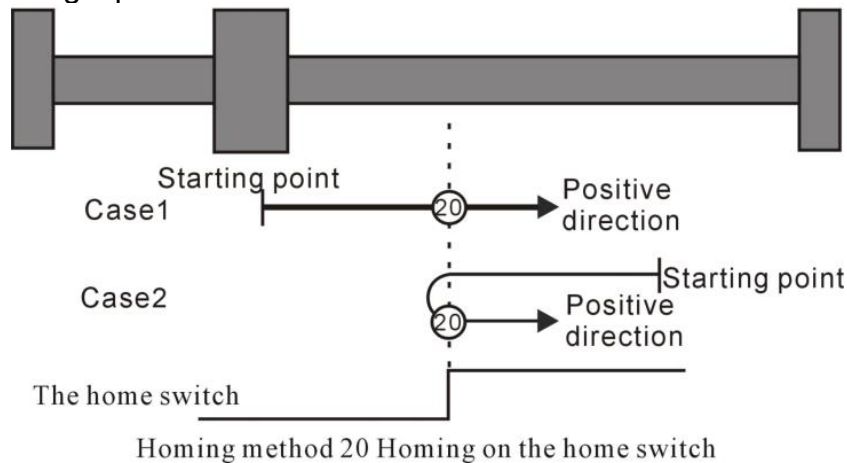 Starting point
Case1
20
Positive
direction
Case2
Starting point
20
Positive
direction
The home switch
Homing method 20 Homing on the home switch